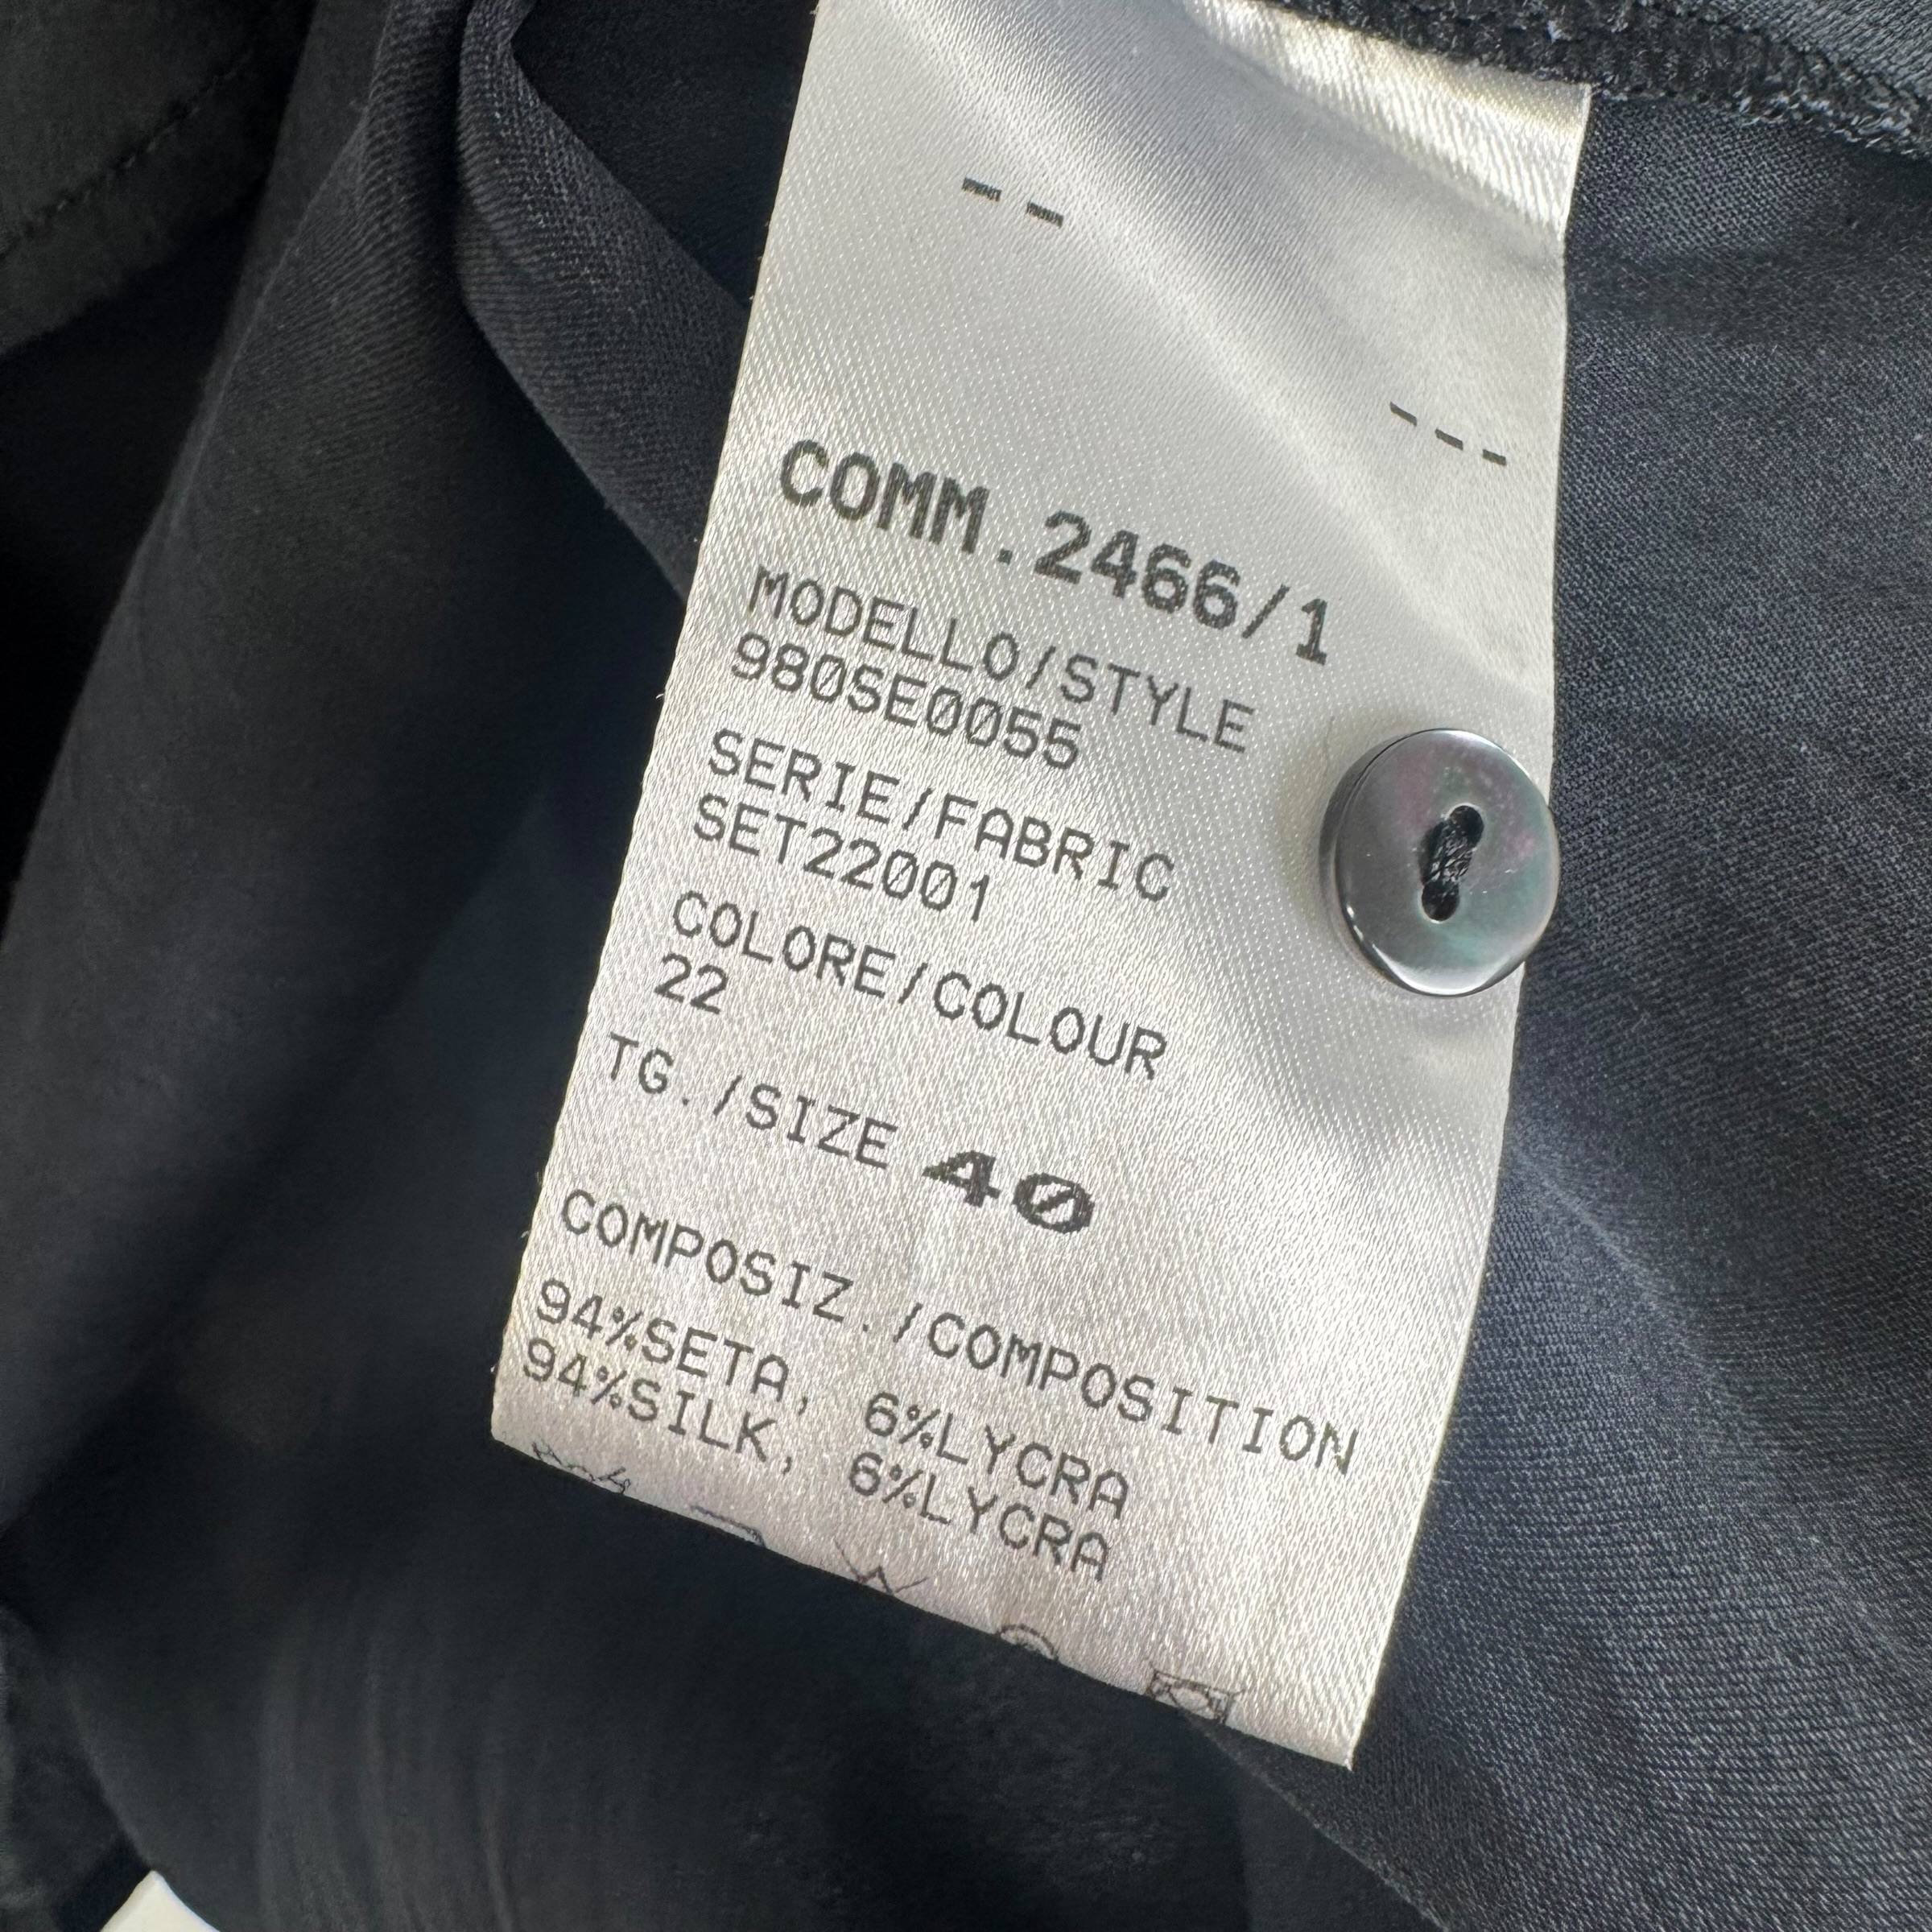 -- --
---
COMM.2466/1
MODELLO/STYLE
980SE0055
SERIE/FABRIC
SET22001
COLORE/COLOUR
22
TG./SIZE 40
COMPOSIZ./COMPOSITION
94%SETA, 6%LYCRA
94%SILK, 6%LYCRA